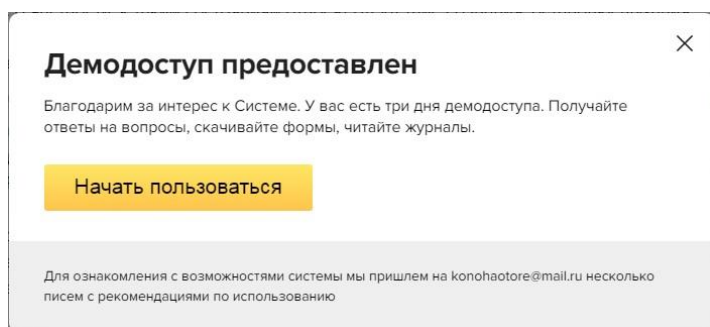 Демодоступ предоставлен
Благодарим за интерес к Системе. У вас есть три дня демодоступа. Получайте
ответы на вопросы, скачивайте формы, читайте журналы.
Начать пользоваться
Для ознакомления с возможностями системы мы пришлем на konohaotore@mail.ru несколько
писем с рекомендациями по использованию